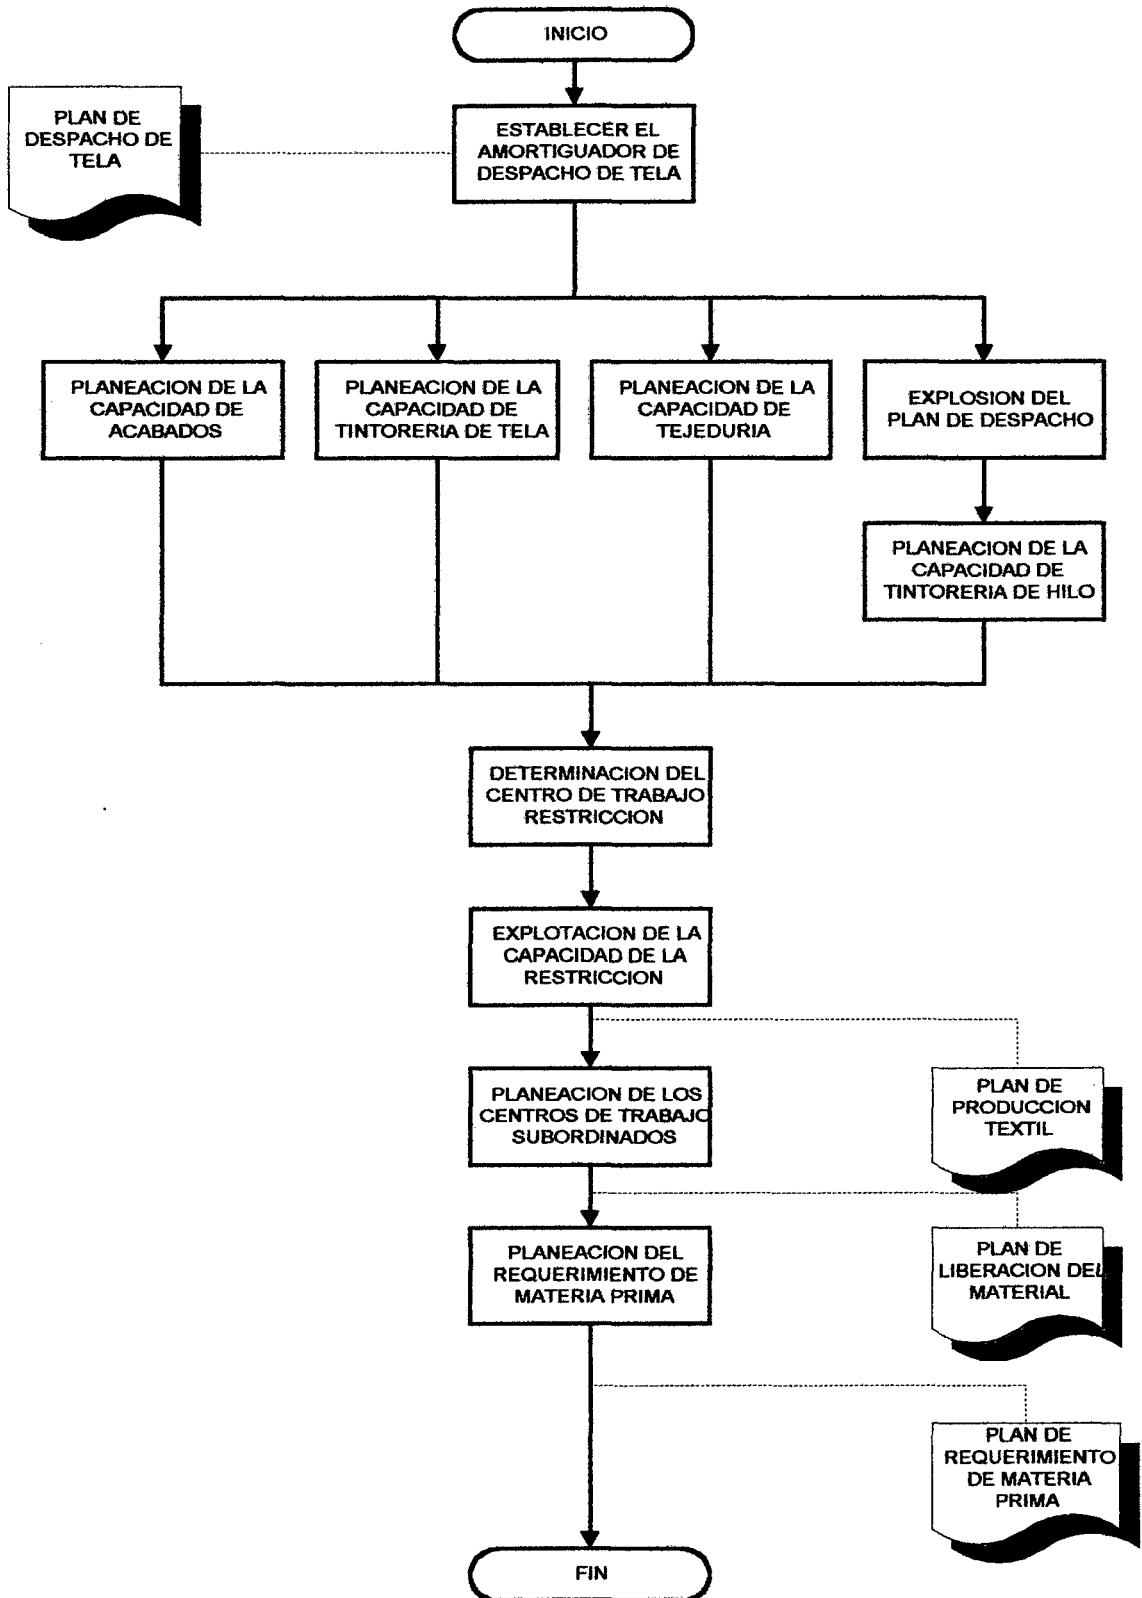 INICIO
PLAN DE
DESPACHO DE
TELA
ESTABLECER EL
AMORTIGUADOR DE
DESPACHO DE TELA
PLANEACION DE LA
CAPACIDAD DE
ACABADOS
PLANEACION DE LA
CAPACIDAD DE
TINTORERIA DE TELA
PLANEACION DE LA
CAPACIDAD DE
TEJEDURIA
EXPLOSION DEL
PLAN DE DESPACHO
PLANEACION DE LA
CAPACIDAD DE
TINTORERIA DE HILO
DETERMINACION DEL
CENTRO DE TRABAJO
RESTRICCION
EXPLOTACION DE LA
CAPACIDAD DE LA
RESTRICCION
PLANEACION DE LOS
CENTROS DE TRABAJO
SUBORDINADOS
PLAN DE
PRODUCCION
TEXTIL
PLANEACION DEL
REQUERIMIENTO DE
MATERIA PRIMA
PLAN DE
LIBERACION DEL
MATERIAL
PLAN DE
REQUERIMIENTO
DE MATERIA
PRIMA
FIN